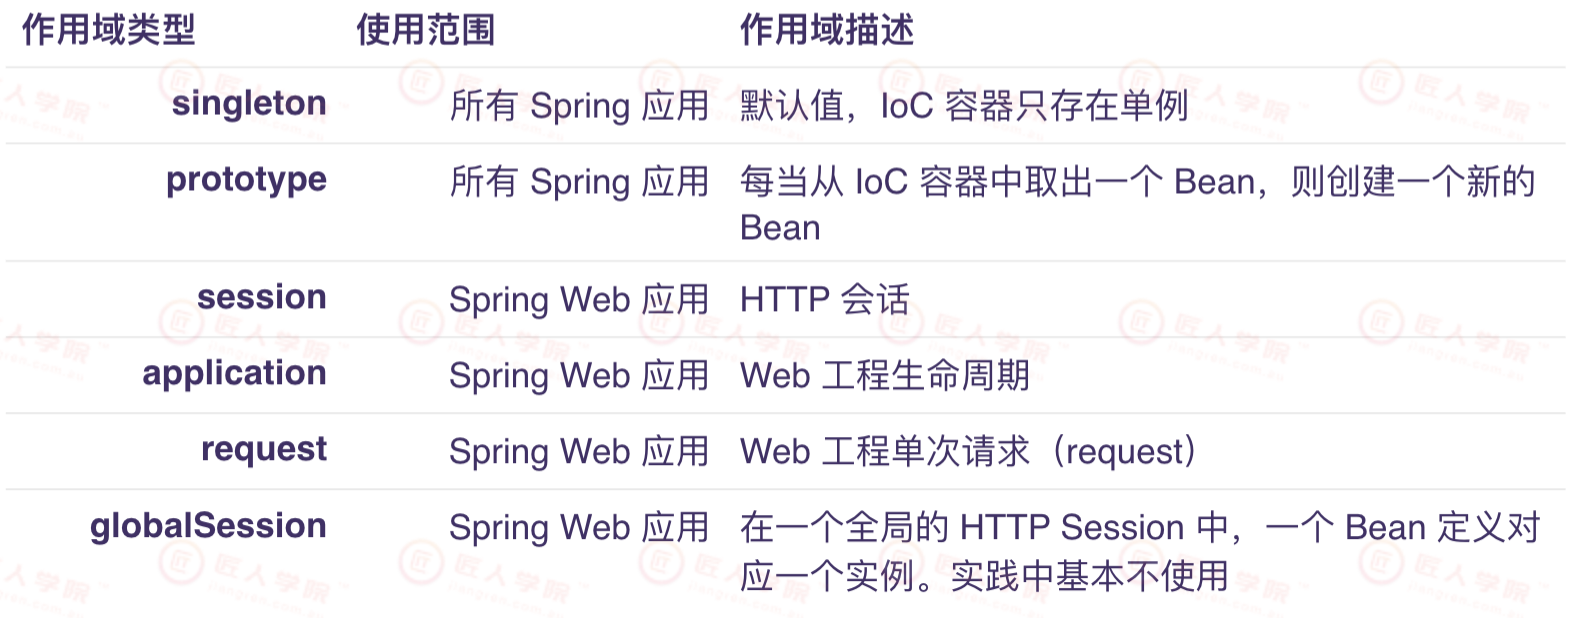 作用域类型 使用范围 作用域描述
singleton 所有 Spring 应用 默认值，IoC 容器只存在单例
prototype 所有 Spring 应用 每当从 IoC 容器中取出一个 Bean，则创建一个新的
Bean
session Spring Web 应用 HTTP 会话
application Spring Web 应用 Web 工程生命周期
request Spring Web 应用 Web 工程单次请求（request）
globalSession Spring Web 应用 在一个全局的 HTTP Session 中，一个 Bean 定义对
应一个实例。实践中基本不使用
匠人学院